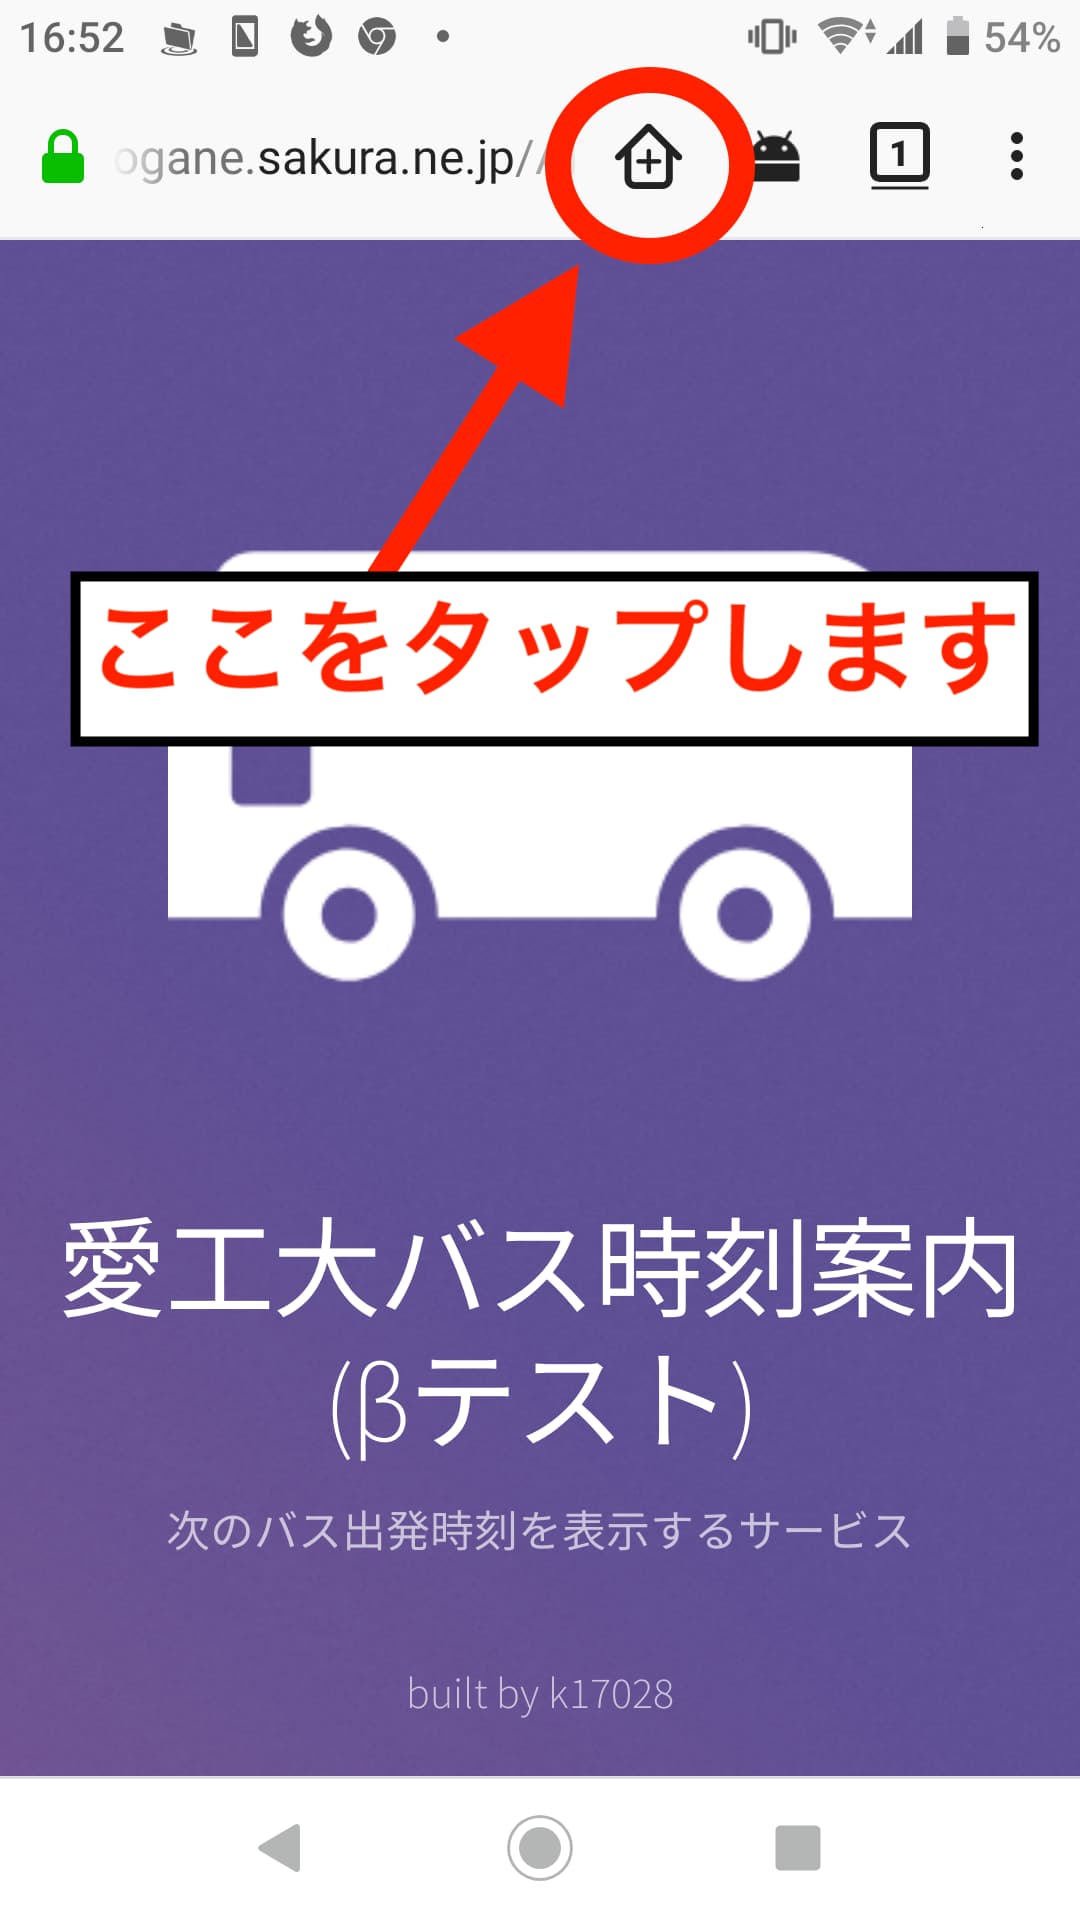 16:52 54%
ogane.sakura.ne.jp// 1
ここをタップします
愛工大バス時刻案内
(βテスト)
次のバス出発時刻を表示するサービス
built by k17028